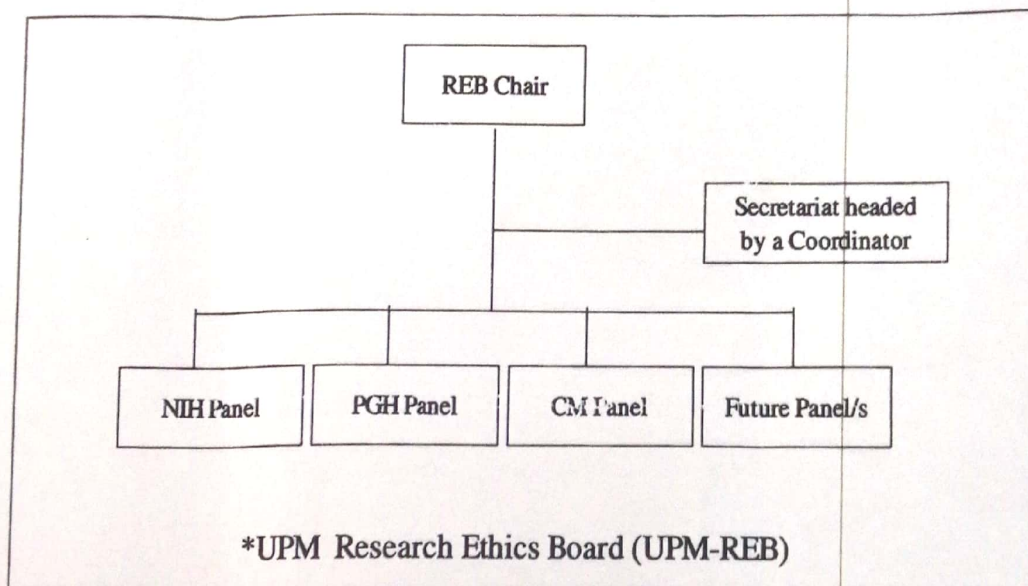 REB Chair
Secretariat headed
by a Coordinator
NIH Panel
PGH Panel
CM Panel
Future Panel/s
*UPM Research Ethics Board (UPM-REB)